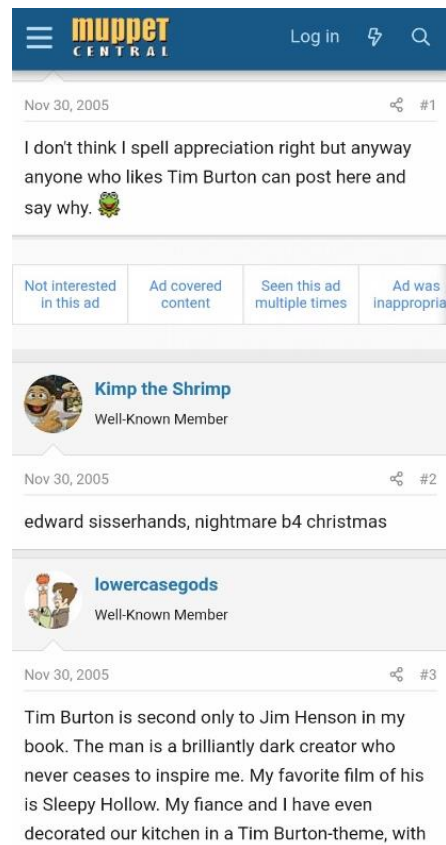 MUPPET
CENTRAL
Log in
Nov 30, 2005
#1
I don't think I spell appreciation right but anyway
anyone who likes Tim Burton can post here and
say why.
Not interested
in this ad
Ad covered
content
Seen this ad
multiple times
Ad was
inappropria
Kimp the Shrimp
Well-Known Member
Nov 30, 2005
#2
edward sisserhands, nightmare b4 christmas
lowercasegods
Well-Known Member
Nov 30, 2005
#3
Tim Burton is second only to Jim Henson in my
book. The man is a brilliantly dark creator who
never ceases to inspire me. My favorite film of his
is Sleepy Hollow. My fiance and I have even
decorated our kitchen in a Tim Burton-theme, with